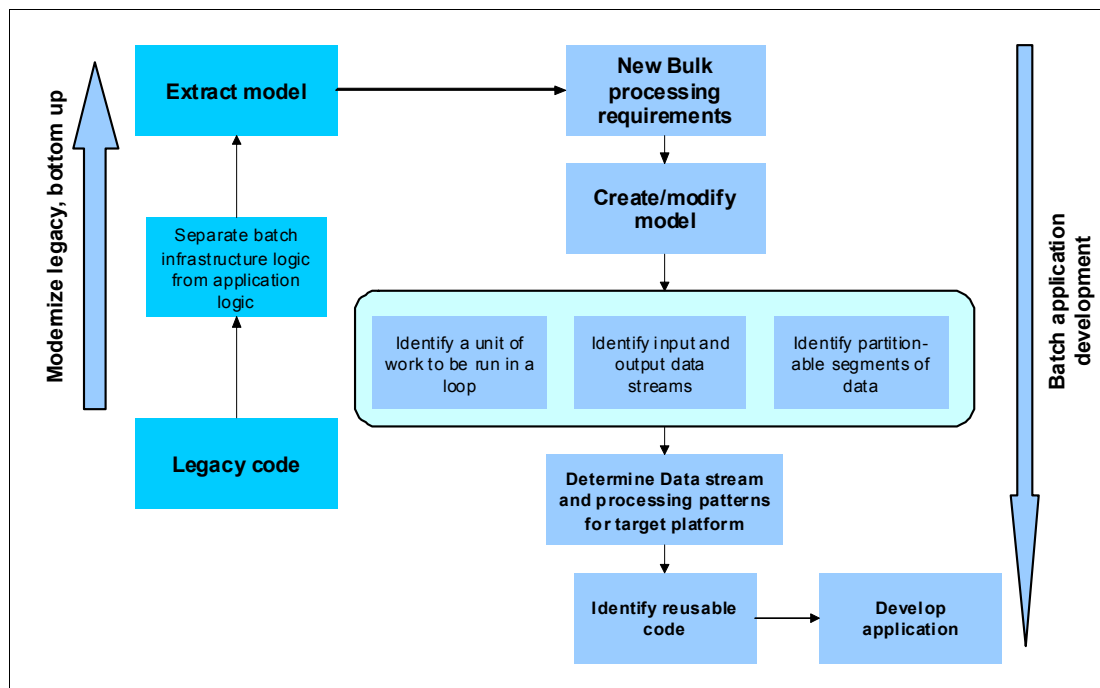 Modernize legacy, bottom up
Extract model
Separate batch
infrastructure logic
from application
logic
Legacy code
New Bulk
processing
requirements
Create/modify
model
Identify a unit of
work to be run in a
loop
Identify input and
output data
streams
Identify partition-
able segments of
data
Determine Data stream
and processing patterns
for target platform
Identify reusable
code
Develop
application
Batch application
development